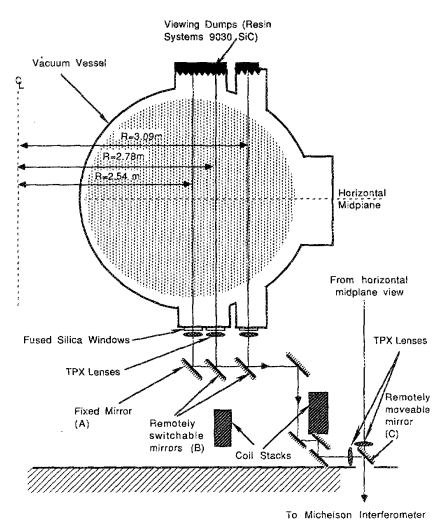 Viewing Dumps (Resin
Systems 9030 SiC)
Vacuum Vessel
C
L
R=3.09m
R=2.78m
R=2.54 m
Horizontal
Midplane
From horizontal
midplane view
Fused Silica Windows
TPX Lenses
TPX Lenses
Fixed Mirror
(A)
Remotely
switchable
mirrors (B)
Coil Stacks
Remotely
moveable
mirror
(C)
To Michelson Interferometer